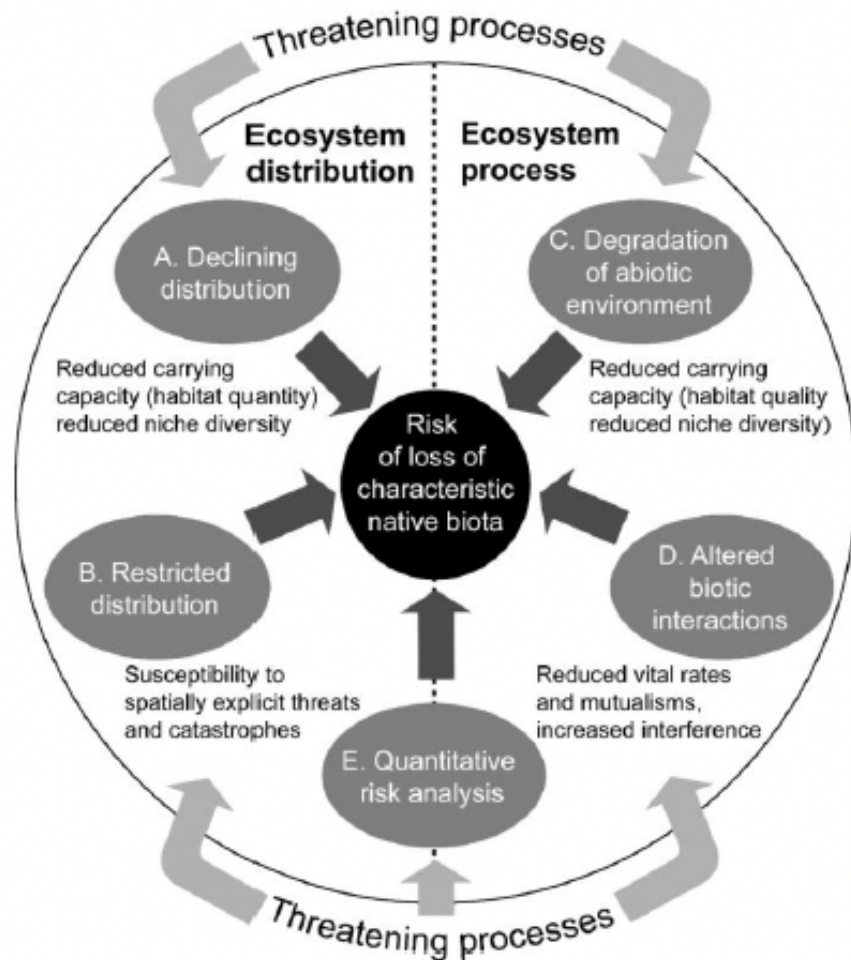 Threatening processes
Ecosystem
distribution
Ecosystem
process
A. Declining
distribution
C. Degradation
of abiotic
environment
Reduced carrying
capacity (habitat quantity)
reduced niche diversity
Reduced carrying
capacity (habitat quality
reduced niche diversity)
Risk
of loss of
characteristic
native biota
B. Restricted
distribution
D. Altered
biotic
interactions
Susceptibility to
spatially explicit threats
and catastrophes
Reduced vital rates
and mutualisms,
increased interference
E. Quantitative
risk analysis
Threatening processes